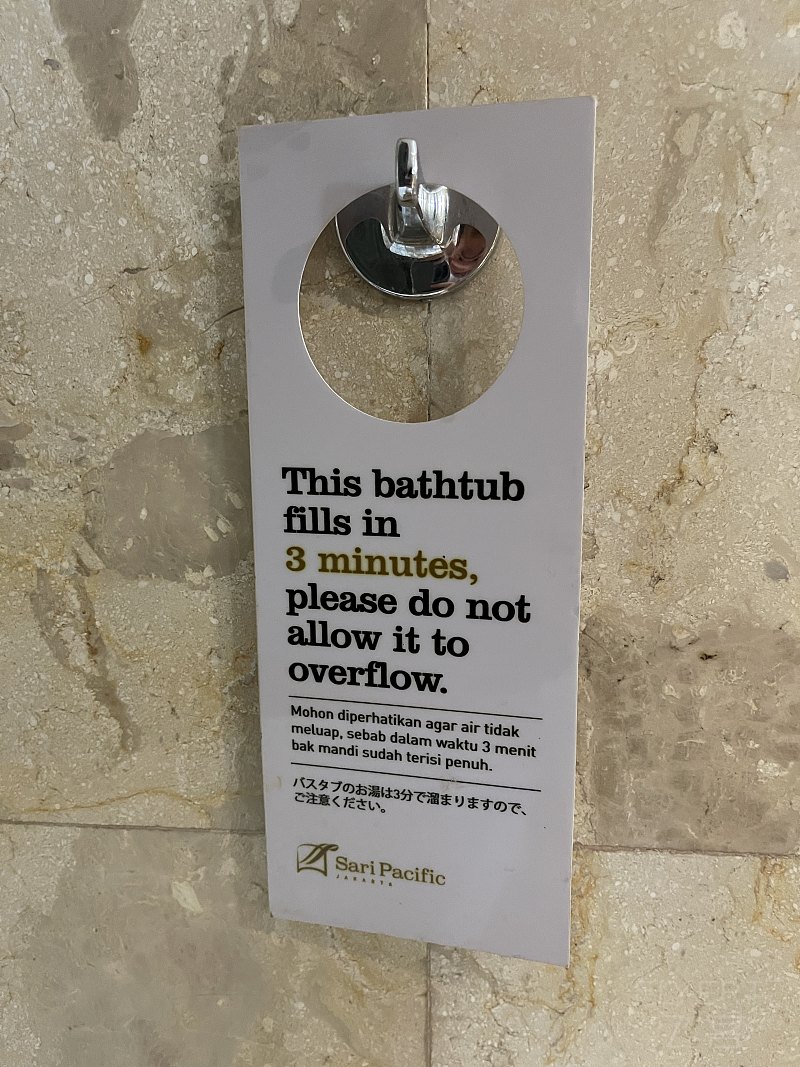 This bathtub
fills in
3 minutes,
please do not
allow it to
overflow.
Mohon diperhatikan agar air tidak
meluap, sebab dalam waktu 3 menit
bak mandi sudah terisi penuh.
バスタブのお湯は3分で溜まりますので、
ご注意ください。
Sari Pacific
JAKARTA